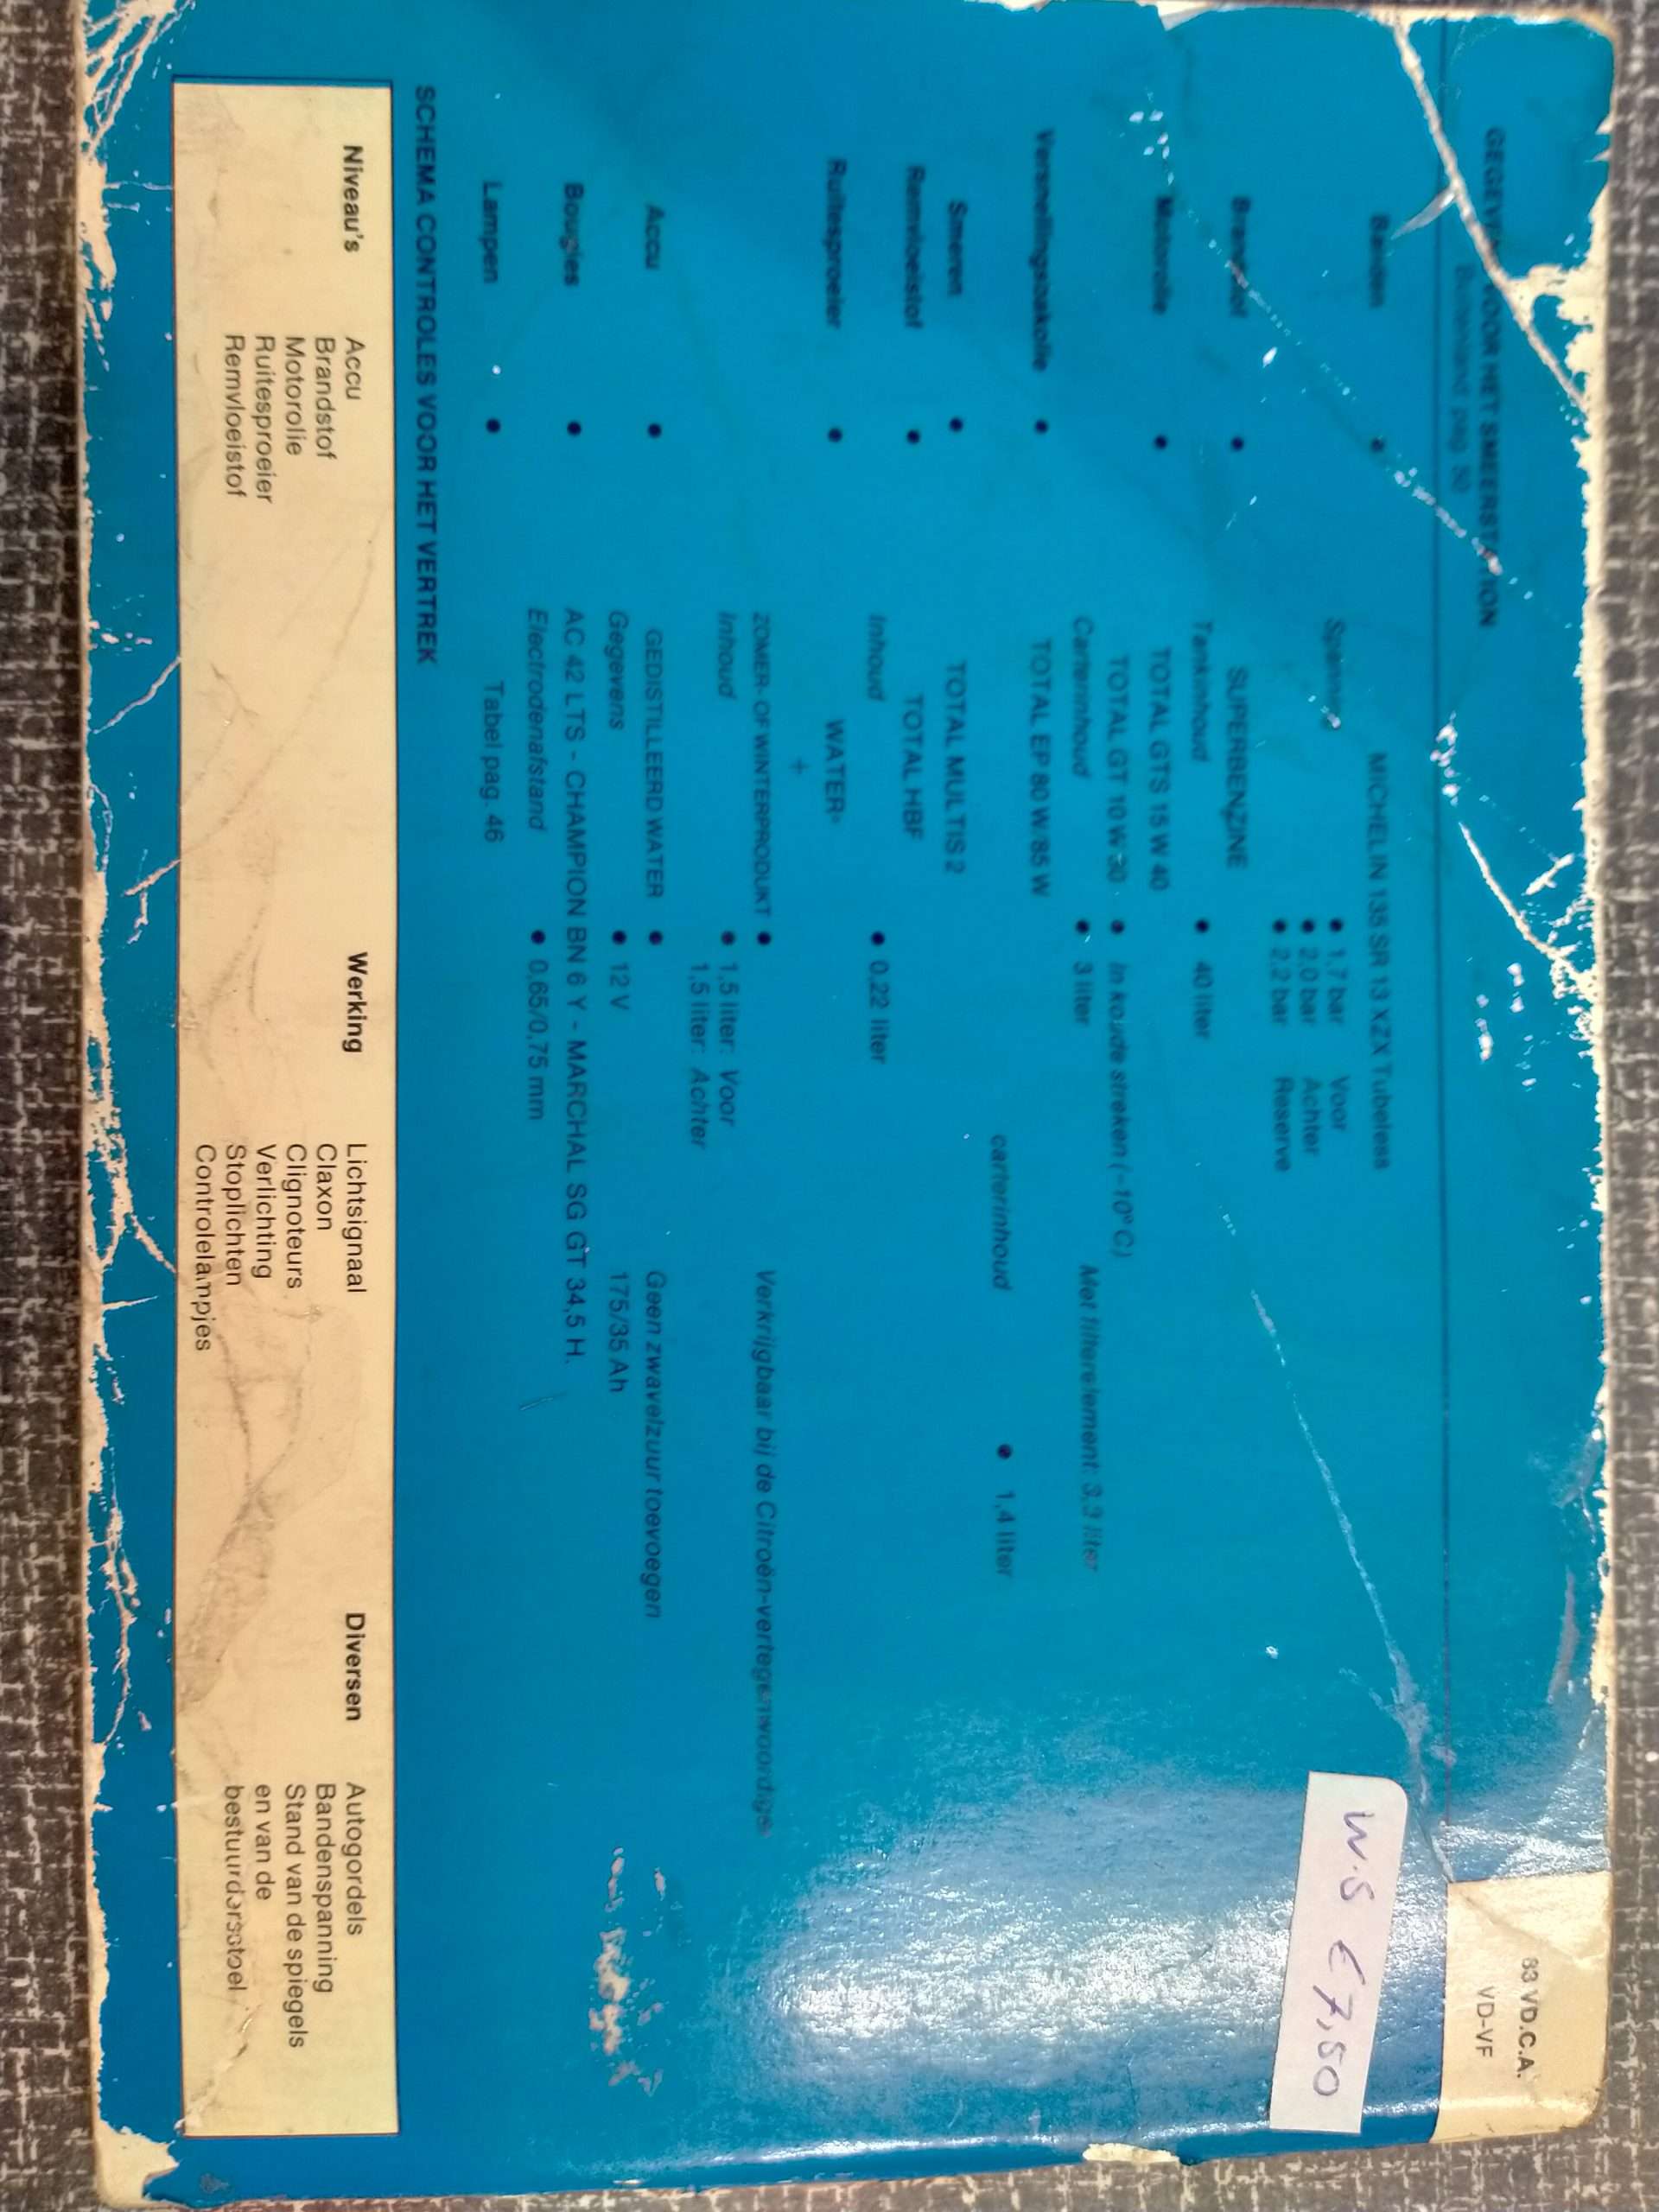 83 VD.C.A.
VD-VF
W.S €7,50
VOOR HET SMEERSTATION
Buitenland pag. 50
Banden ● MICHELIN 135 SR 13 XZX Tubeless
Spanning ● 1,7 bar Voor
● 2,0 bar Achter
● 2,2 bar Reserve
Brandstof ● SUPERBENZINE
Tankinhoud ● 40 liter
Motorolie ● TOTAL GTS 15 W 40
TOTAL GT 10 W 30 ● In koude streken (-10° C)
Carterinhoud ● 3 liter Met filterelement: 3,3 liter
Versnellingsbakolie ● TOTAL EP 80 W/85 W
carterinhoud ● 1,4 liter
Smeren ● TOTAL MULTIS 2
Remvloeistof ● TOTAL HBF
Inhoud ● 0,22 liter
Ruitesproeier ● WATER
+
ZOMER- OF WINTERPRODUKT ● Verkrijgbaar bij de Citroën-vertegenwoordiger
Inhoud ● 1,5 liter: Voor
1,5 liter: Achter
Accu ● GEDISTILLEERD WATER ● Geen zwavelzuur toevoegen
Gegevens ● 12 V 175/35 Ah
Bougies ● AC 42 LTS - CHAMPION BN 6 Y - MARCHAL SG GT 34,5 H.
Electrodenafstand ● 0,65/0,75 mm
Lampen ● Tabel pag. 46
SCHEMA CONTROLES VOOR HET VERTREK
Niveau's Accu
Brandstof
Motorolie
Ruitesproeier
Remvloeistof
Werking Lichtsignaal
Claxon
Clignoteurs
Verlichting
Stoplichten
Controlelampjes
Diversen Autogordels
Bandenspanning
Stand van de spiegels
en van de
bestuurdersstoel